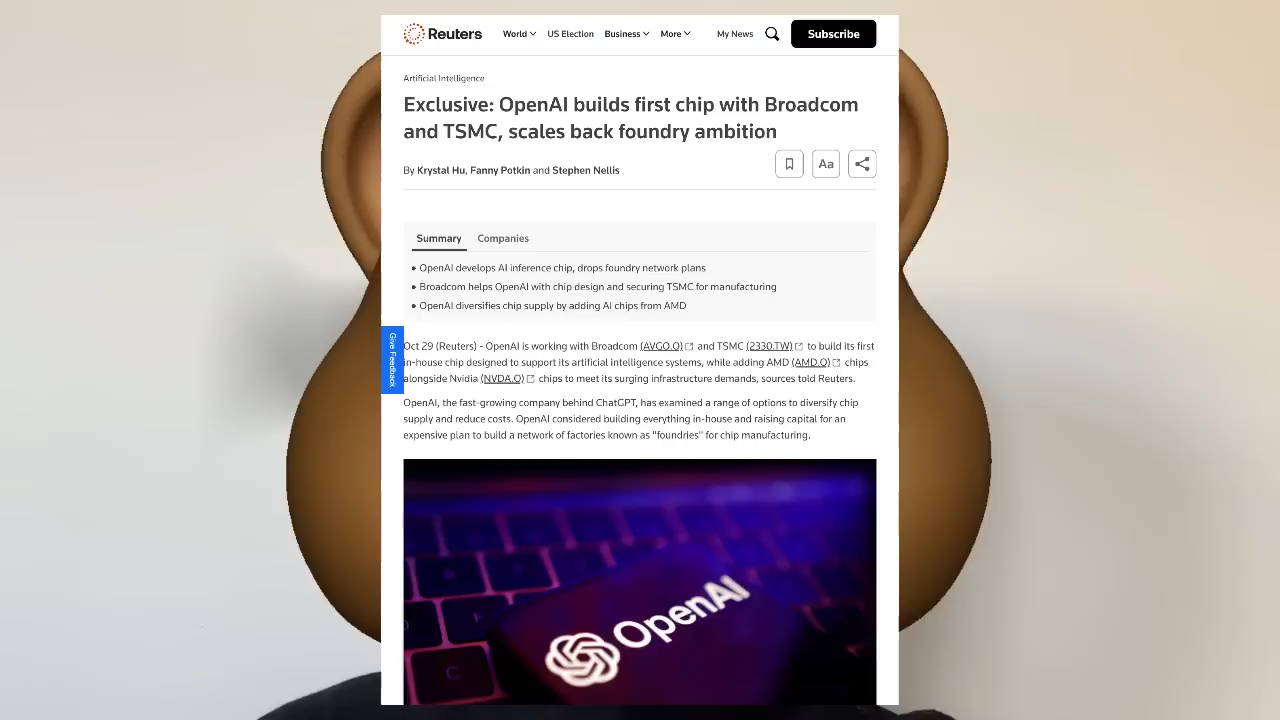 Reuters World US Election Business More My News Subscribe
Artificial Intelligence
Exclusive: OpenAI builds first chip with Broadcom
and TSMC, scales back foundry ambition
Aa
By Krystal Hu, Fanny Potkin and Stephen Nellis
Summary Companies
OpenAI develops AI inference chip, drops foundry network plans
Broadcom helps OpenAI with chip design and securing TSMC for manufacturing
OpenAI diversifies chip supply by adding AI chips from AMD
Give Feedback
Oct 29 (Reuters) - OpenAI is working with Broadcom (AVGO.O) and TSMC (2330.TW) to build its first
in-house chip designed to support its artificial intelligence systems, while adding AMD (AMD.O) chips
alongside Nvidia (NVDA.O) chips to meet its surging infrastructure demands, sources told Reuters.
OpenAI, the fast-growing company behind ChatGPT, has examined a range of options to diversify chip
supply and reduce costs. OpenAI considered building everything in-house and raising capital for an
expensive plan to build a network of factories known as "foundries" for chip manufacturing.
OpenAI
C